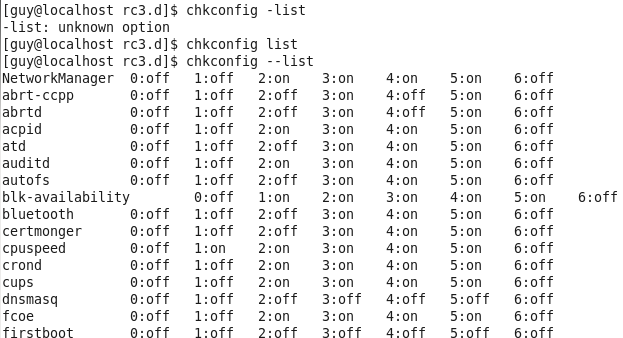 [guy@localhost rc3.d]$ chkconfig -list
-list: unknown option
[guy@localhost rc3.d]$ chkconfig list
[guy@localhost rc3.d]$ chkconfig --list
NetworkManager  0:off   1:off   2:on    3:on    4:on    5:on    6:off
abrt-ccpp       0:off   1:off   2:off   3:on    4:off   5:on    6:off
abrtd           0:off   1:off   2:off   3:on    4:off   5:on    6:off
acpid           0:off   1:off   2:on    3:on    4:on    5:on    6:off
atd             0:off   1:off   2:off   3:on    4:on    5:on    6:off
auditd          0:off   1:off   2:on    3:on    4:on    5:on    6:off
autofs          0:off   1:off   2:off   3:on    4:on    5:on    6:off
blk-availability        0:off   1:on    2:on    3:on    4:on    5:on    6:off
bluetooth       0:off   1:off   2:off   3:on    4:on    5:on    6:off
certmonger      0:off   1:off   2:off   3:on    4:on    5:on    6:off
cpuspeed        0:off   1:on    2:on    3:on    4:on    5:on    6:off
crond           0:off   1:off   2:on    3:on    4:on    5:on    6:off
cups            0:off   1:off   2:on    3:on    4:on    5:on    6:off
dnsmasq         0:off   1:off   2:off   3:off   4:off   5:off   6:off
fcoe            0:off   1:off   2:on    3:on    4:on    5:on    6:off
firstboot       0:off   1:off   2:off   3:off   4:off   5:off   6:off